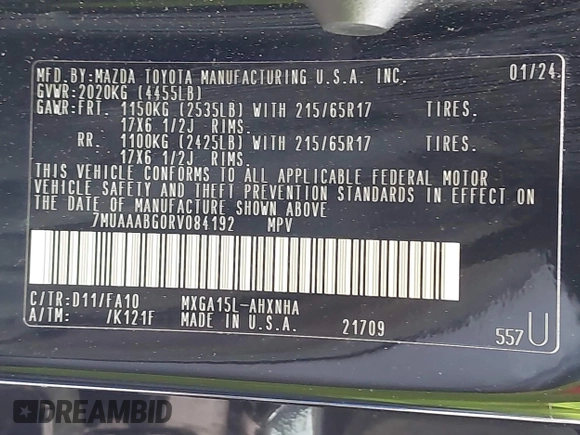 MFD.BY:MAZDA TOYOTA MANUFACTURING U.S.A. INC. 01/24
GVWR:2020KG (4455LB)
GAWR:FRT. 1150KG (2535LB) WITH 215/65R17 TIRES.
17X6 1/2J RIMS.
RR. 1100KG (2425LB) WITH 215/65R17 TIRES.
17X6 1/2J RIMS.
THIS VEHICLE CONFORMS TO ALL APPLICABLE FEDERAL MOTOR
VEHICLE SAFETY AND THEFT PREVENTION STANDARDS IN EFFECT ON
THE DATE OF MANUFACTURE SHOWN ABOVE
7MUAAABG0RV084192 MPV
C/TR:D11/FA10 MXGA15L-AHXNHA
A/TM: /K121F MADE IN U.S.A. 21709
557U
DREAMBID